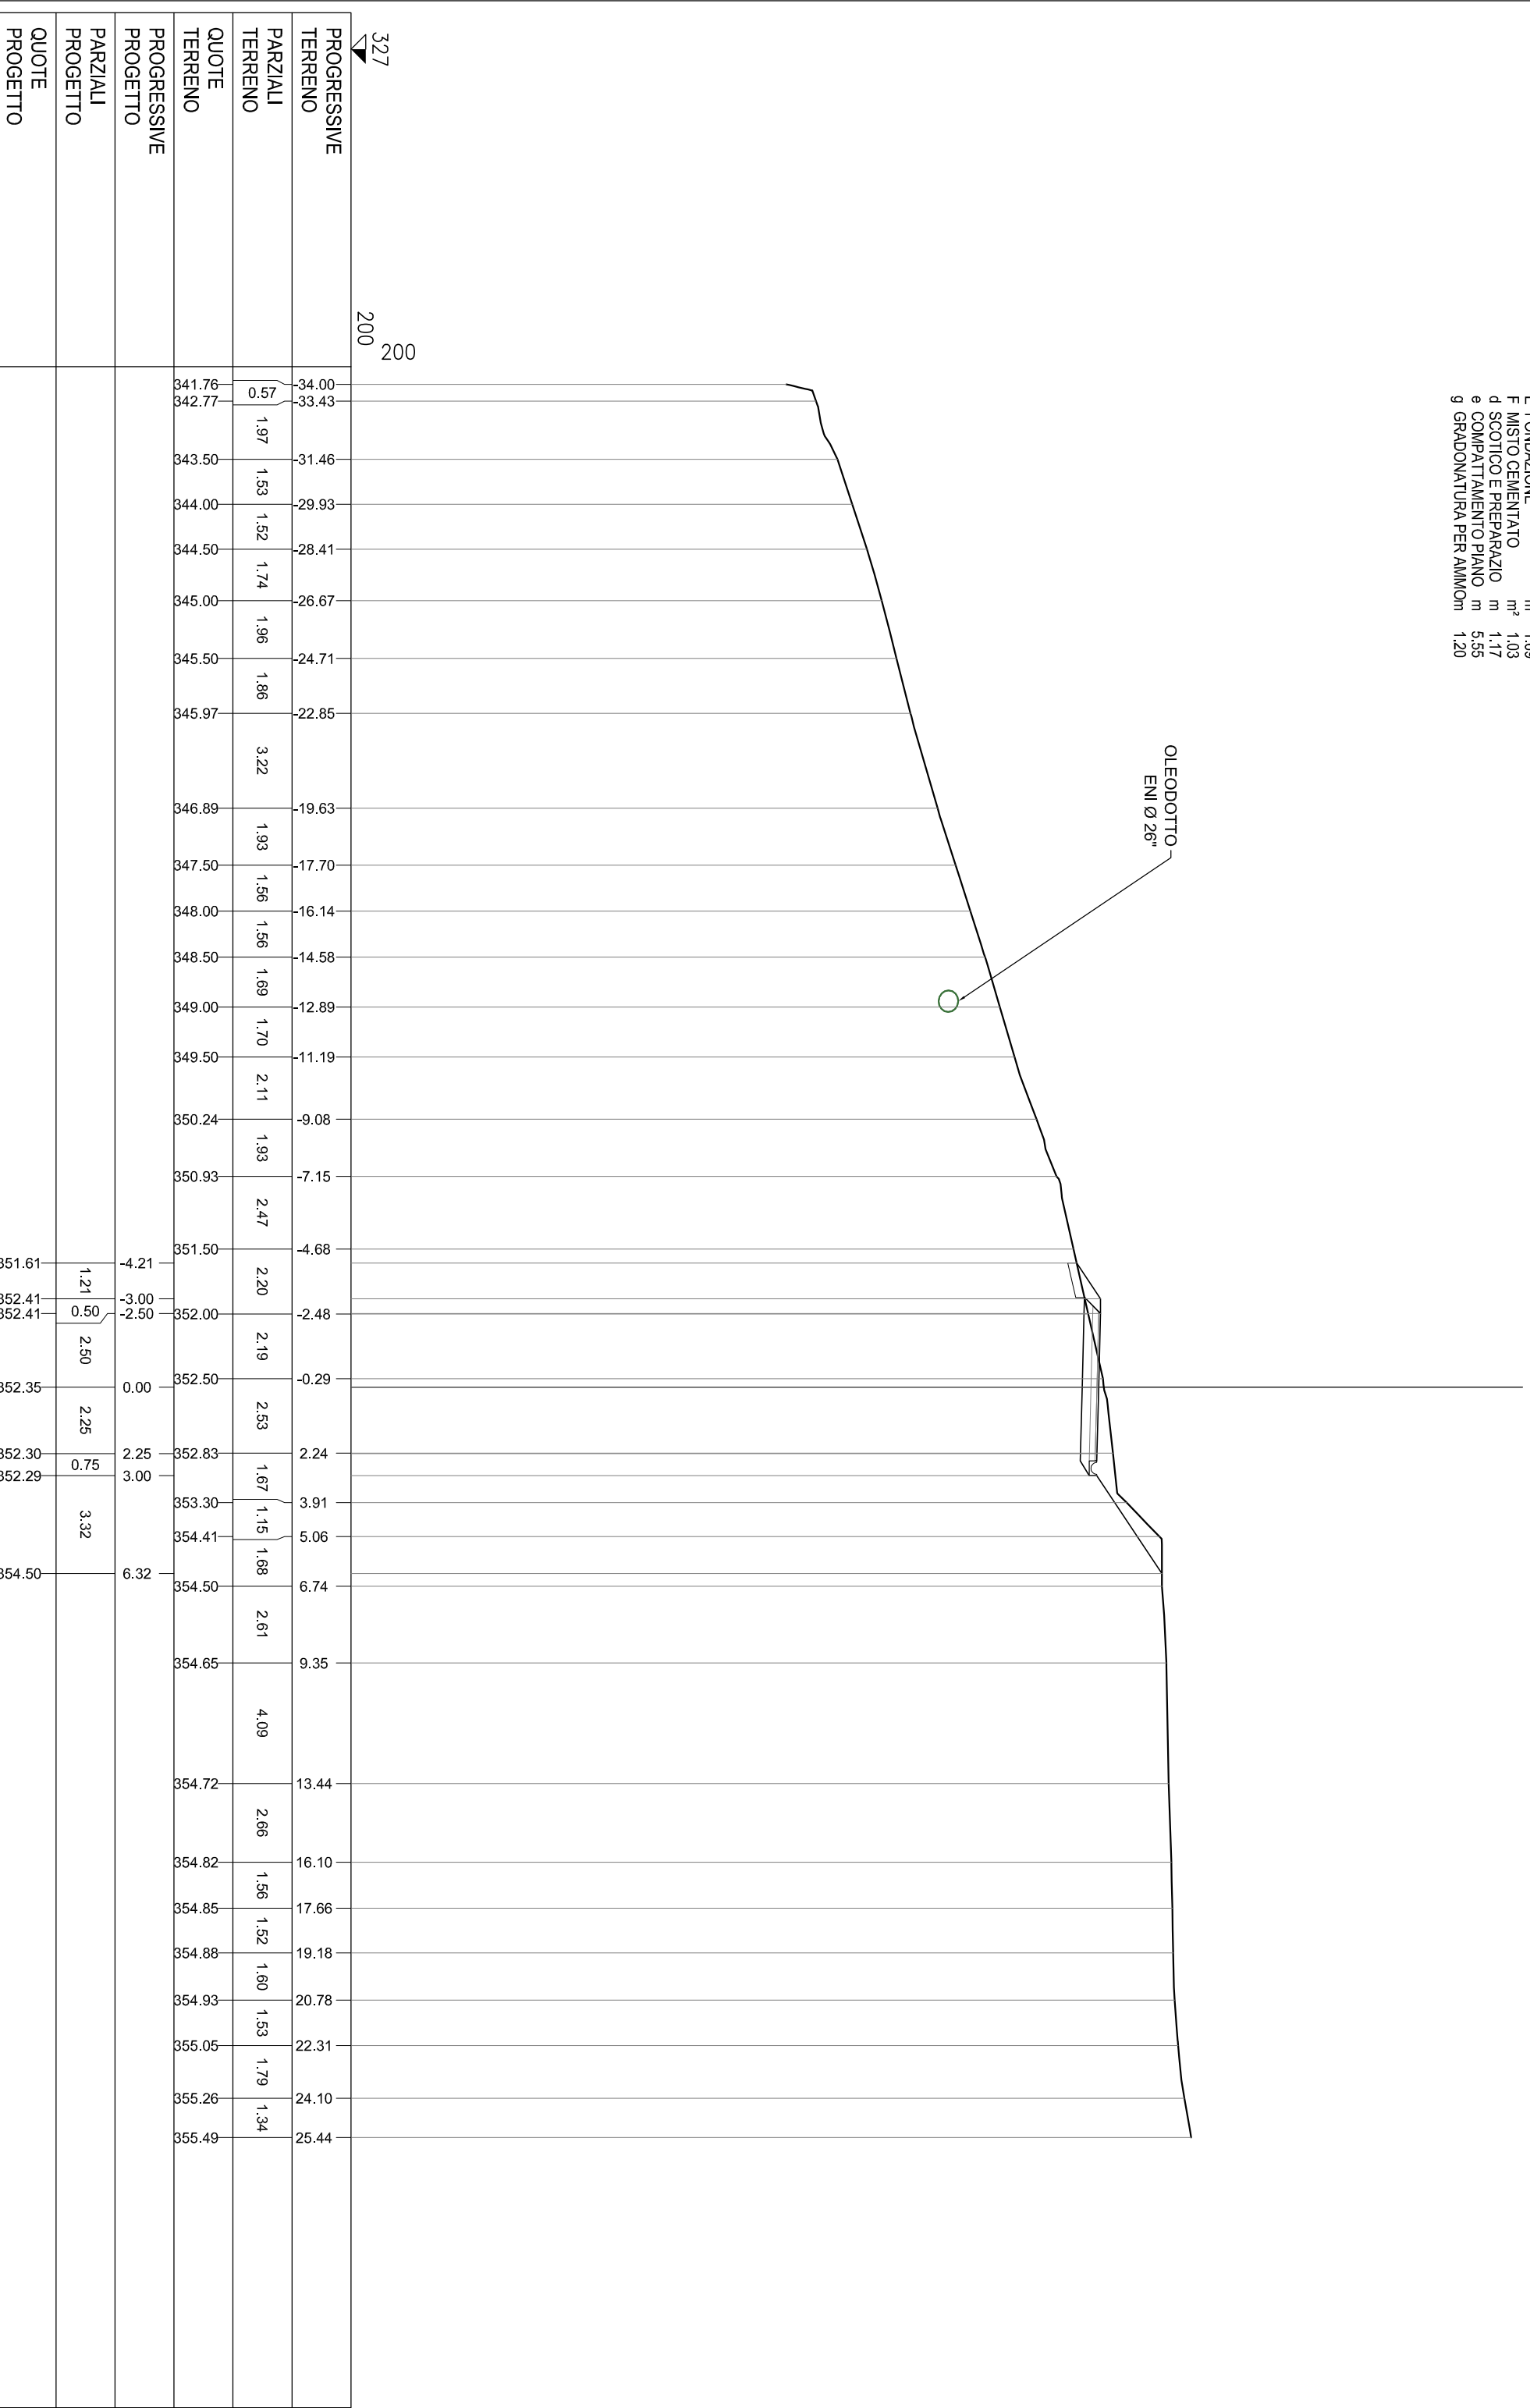 F MISTO CEMENTATO m² 1.03
d SCOTICO E PREPARAZIO m 1.17
e COMPATTAMENTO PIANO m 5.55
g GRADONATURA PER AMMOm 1.20
OLEODOTTO
ENI Ø 26"
200
327
200
PROGRESSIVE
TERRENO
-34.00 -33.43 -31.46 -29.93 -28.41 -26.67 -24.71 -22.85 -19.63 -17.70 -16.14 -14.58 -12.89 -11.19 -9.08 -7.15 -4.68 -2.48 -0.29 2.24 3.91 5.06 6.74 9.35 13.44 16.10 17.66 19.18 20.78 22.31 24.10 25.44
PARZIALI
TERRENO
0.57 1.97 1.53 1.52 1.74 1.96 1.86 3.22 1.93 1.56 1.56 1.69 1.70 2.11 1.93 2.47 2.20 2.19 2.53 1.67 1.15 1.68 2.61 4.09 2.66 1.56 1.52 1.60 1.53 1.79 1.34
QUOTE
TERRENO
341.76 342.77 343.50 344.00 344.50 345.00 345.50 345.97 346.89 347.50 348.00 348.50 349.00 349.50 350.24 350.93 351.50 352.00 352.50 352.83 353.30 354.41 354.50 354.65 354.72 354.82 354.85 354.88 354.93 355.05 355.26 355.49
PROGRESSIVE
PROGETTO
-4.21 -3.00 -2.50 0.00 2.25 3.00 6.32
PARZIALI
PROGETTO
1.21 0.50 2.50 2.25 0.75 3.32
QUOTE
PROGETTO
351.61 352.41 352.41 352.35 352.30 352.29 354.50